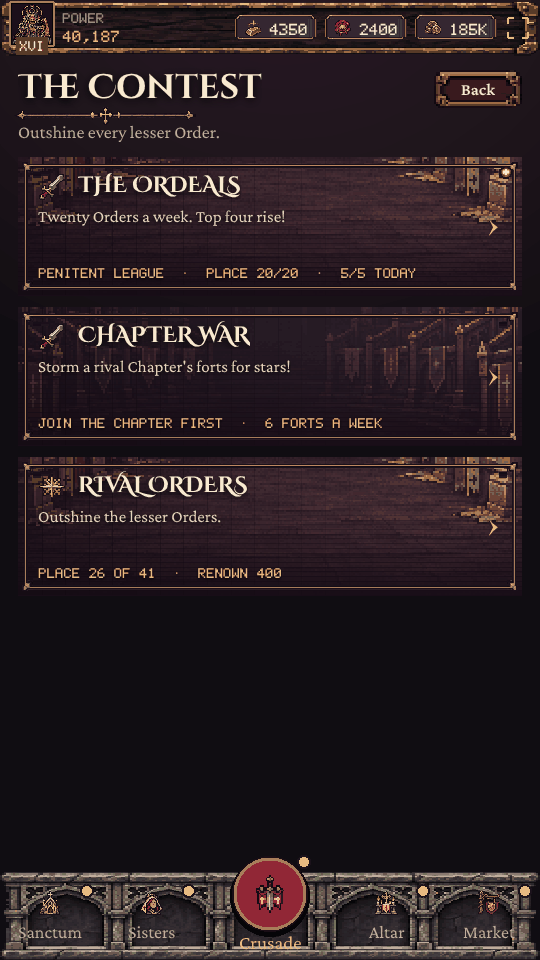 XVI
POWER
40,187
4350
2400
185K
THE CONTEST
Back
Outshine every lesser Order.
THE ORDEALS
Twenty Orders a week. Top four rise!
PENITENT LEAGUE · PLACE 20/20 · 5/5 TODAY
CHAPTER WAR
Storm a rival Chapter's forts for stars!
JOIN THE CHAPTER FIRST · 6 FORTS A WEEK
RIVAL ORDERS
Outshine the lesser Orders.
PLACE 26 OF 41 · RENOWN 400
Sanctum
Sisters
Crusade
Altar
Market